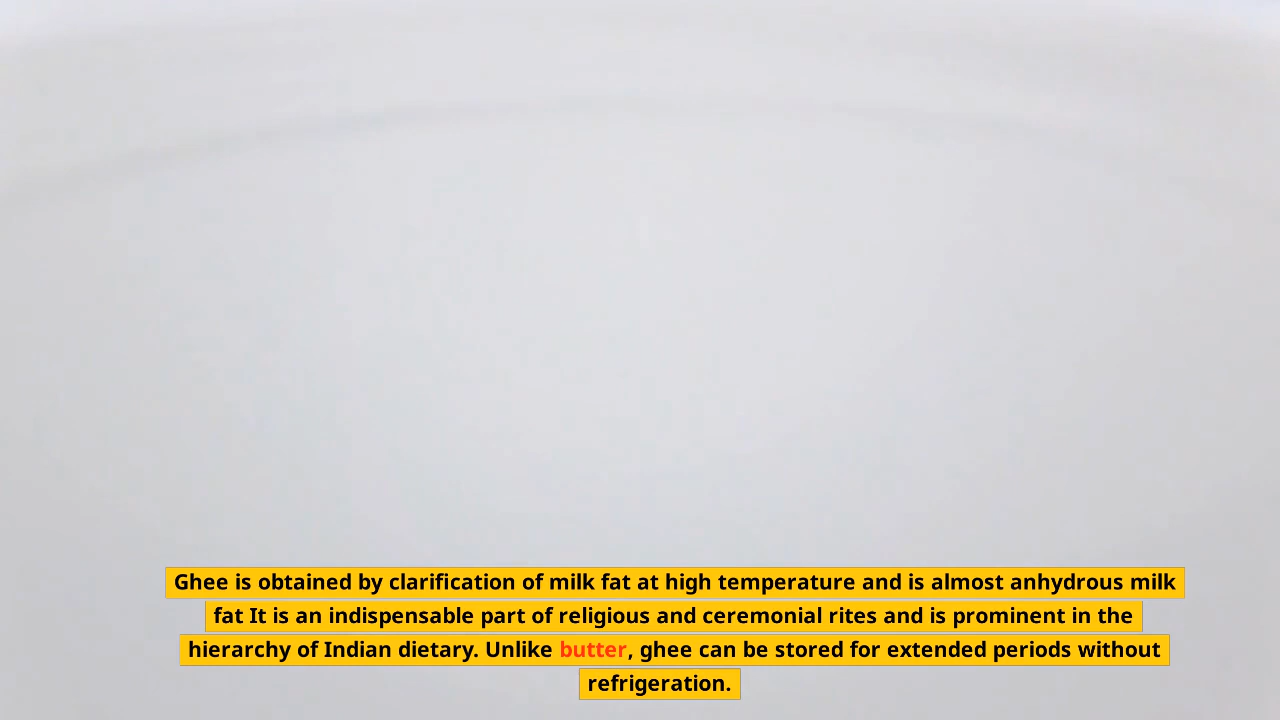 Ghee is obtained by clarification of milk fat at high temperature and is almost anhydrous milk
fat It is an indispensable part of religious and ceremonial rites and is prominent in the
hierarchy of Indian dietary. Unlike butter, ghee can be stored for extended periods without
refrigeration.